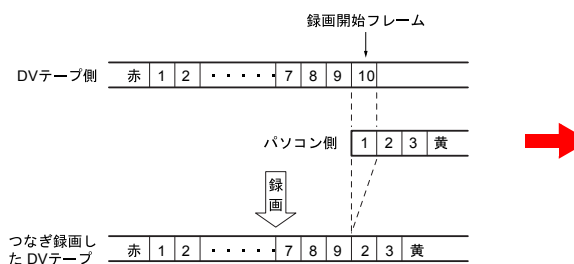 録画開始フレーム
DVテープ側 赤 1 2 ・・・・・ 7 8 9 10
パソコン側 1 2 3 黄
録画
つなぎ録画し
た DVテープ 赤 1 2 ・・・・・ 7 8 9 2 3 黄